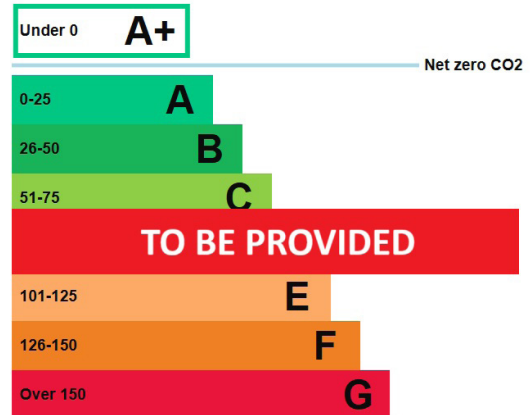 Under 0 A+
Net zero CO2
0-25 A
26-50 B
51-75 C
TO BE PROVIDED
101-125 E
126-150 F
Over 150 G